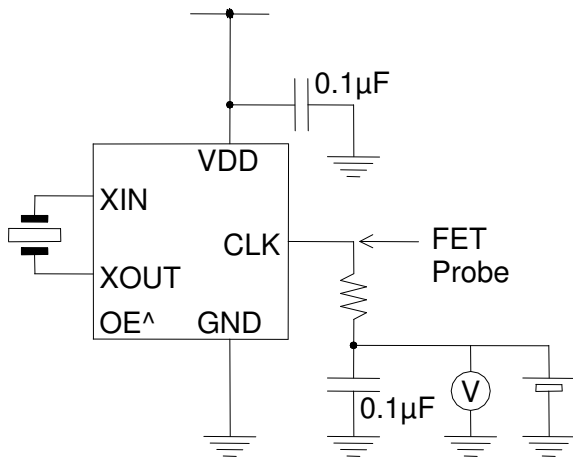 0.1µF
VDD
XIN
CLK
FET
Probe
XOUT
OE^ GND
0.1µF
V